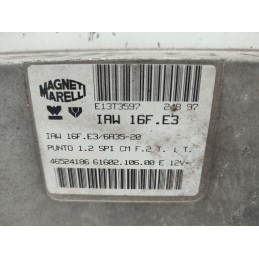 MAGNETI
MARELLI
E13T3597 248 97
IAW 16F.E3
IAW 16F.E3/6A35-20
PUNTO 1.2 SPI CM F.2 T. i T.
46524106 61602.106.00 E 12V